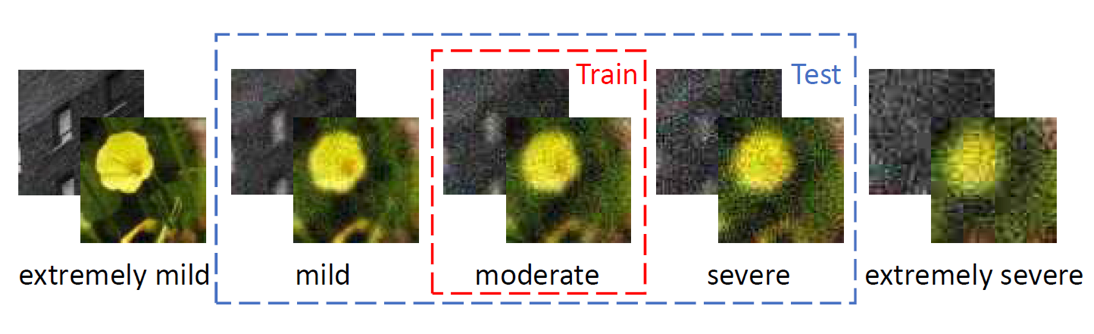 Train
Test
extremely mild
mild
moderate
severe
extremely severe